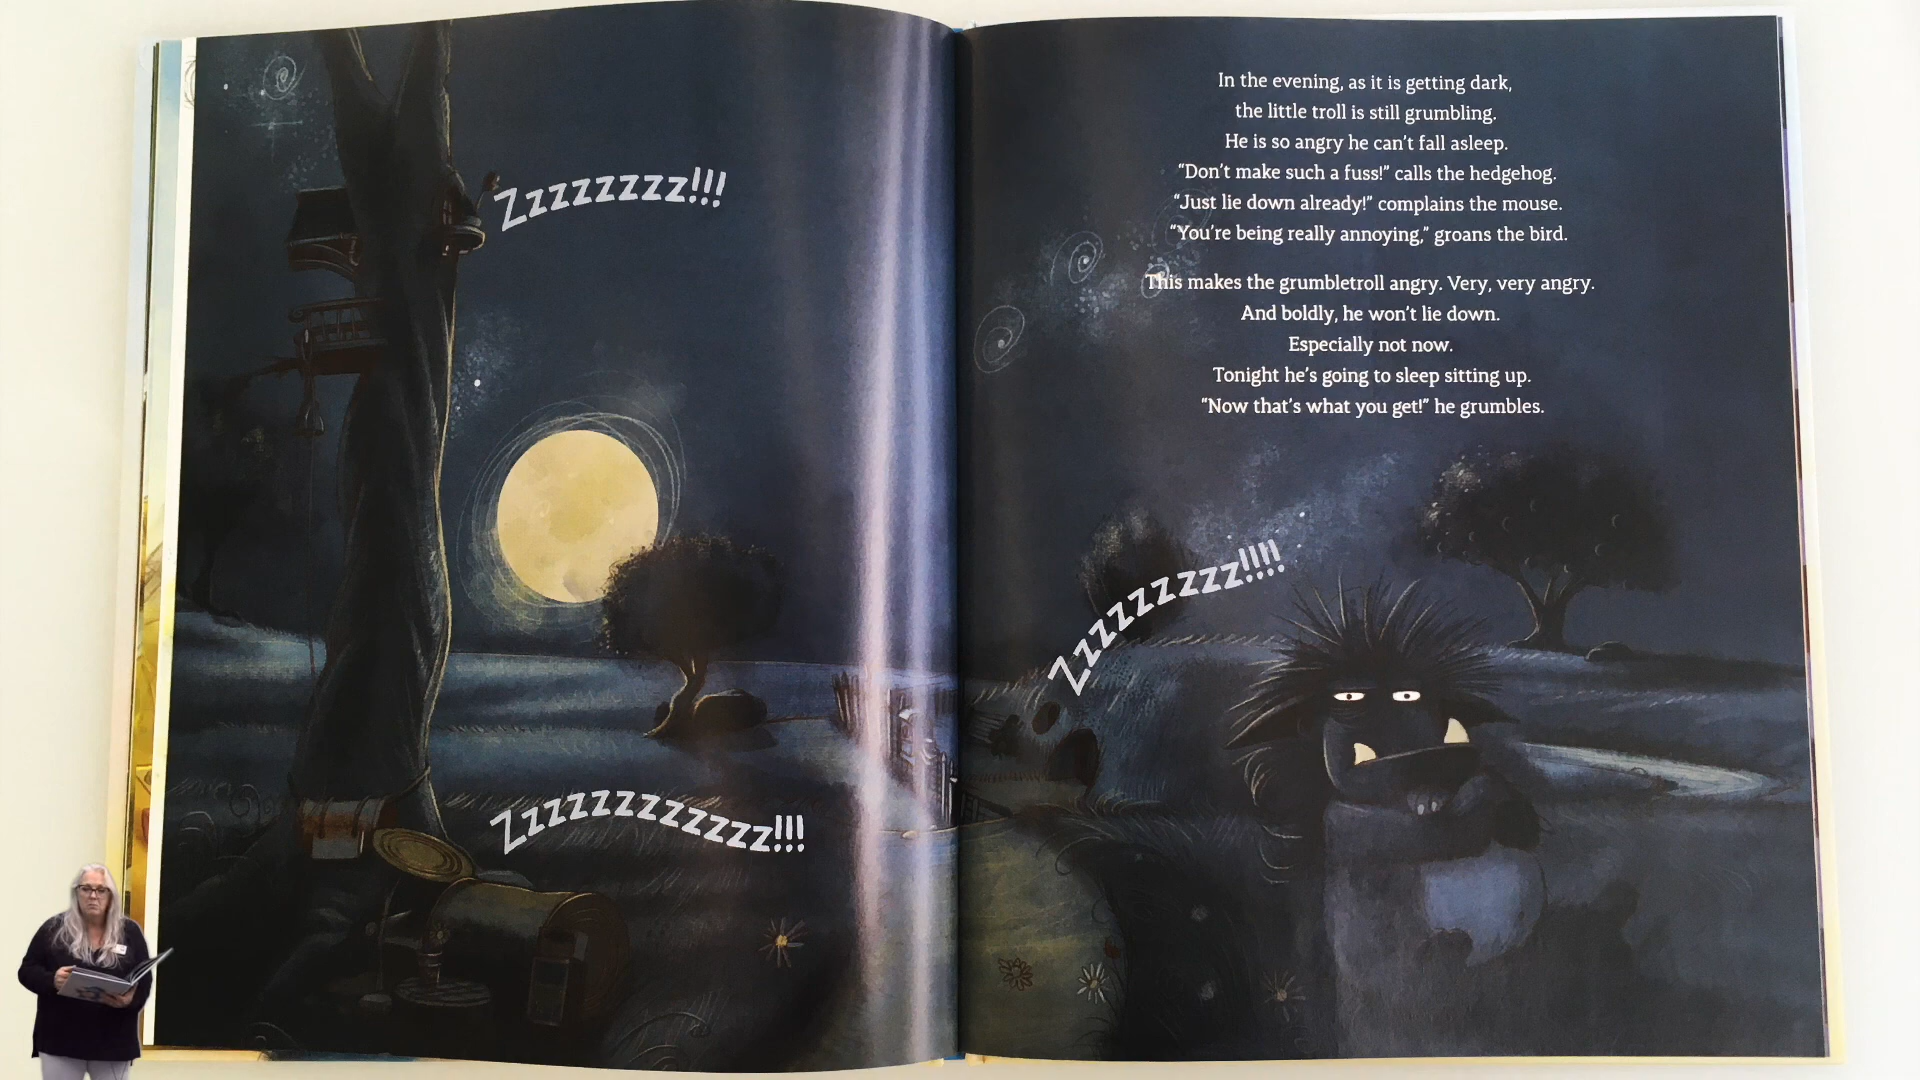 Zzzzzzzz!!!
Zzzzzzzzzzzz!!!
In the evening, as it is getting dark,
the little troll is still grumbling.
He is so angry he can't fall asleep.
“Don't make such a fuss!” calls the hedgehog.
“Just lie down already!” complains the mouse.
“You're being really annoying,” groans the bird.
This makes the grumbletroll angry. Very, very angry.
And boldly, he won't lie down.
Especially not now.
Tonight he's going to sleep sitting up.
“Now that's what you get!” he grumbles.
Zzzzzzzzzz!!!!